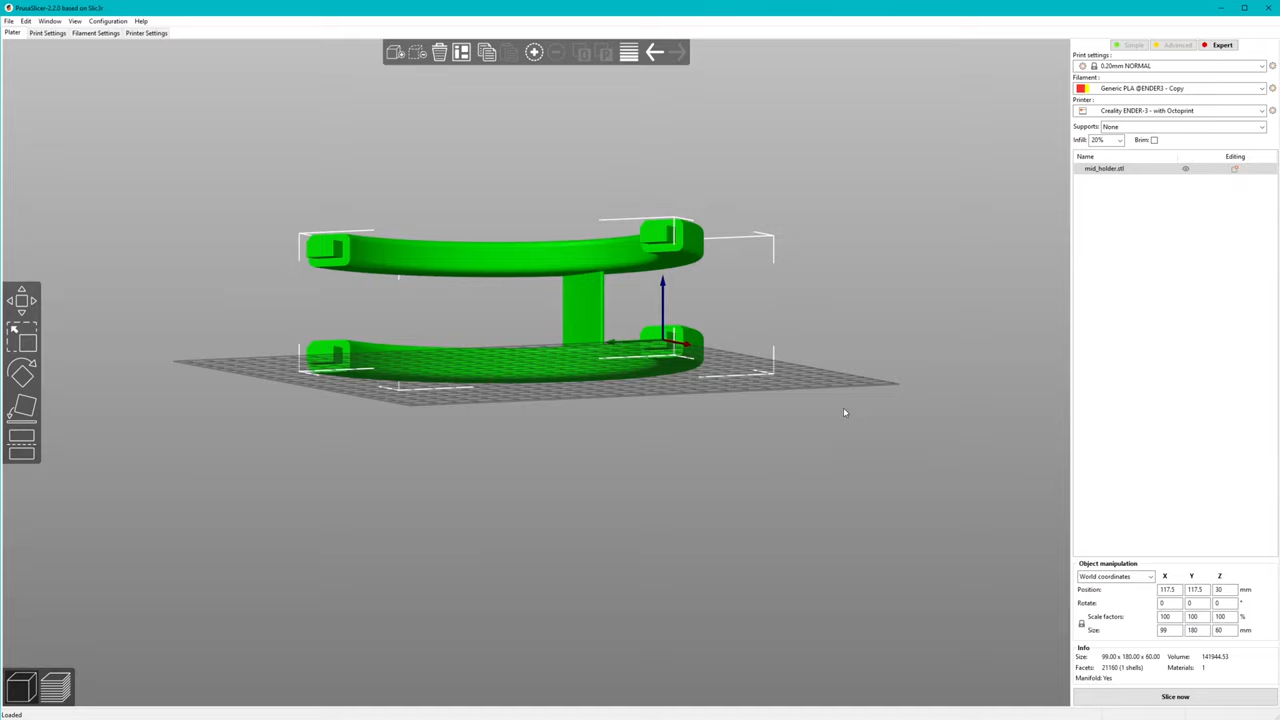 PrusaSlicer-2.2.0 based on Slic3r
File Edit Window View Configuration Help
Plater Print Settings Filament Settings Printer Settings
Simple Advanced Expert
Print settings :
0.20mm NORMAL
Filament :
Generic PLA @ENDER3 - Copy
Printer :
Creality ENDER-3 - with Octoprint
Supports: None
Infill: 20% Brim:
Name Editing
mid_holder.stl
Object manipulation
World coordinates X Y Z
Position: 117.5 117.5 30 mm
Rotate: 0 0 0 °
Scale factors: 100 100 100 %
Size: 99 180 60 mm
Info
Size: 99.00 x 180.00 x 60.00 Volume: 141944.53
Facets: 21160 (1 shells) Materials: 1
Manifold: Yes
Slice now
Loaded